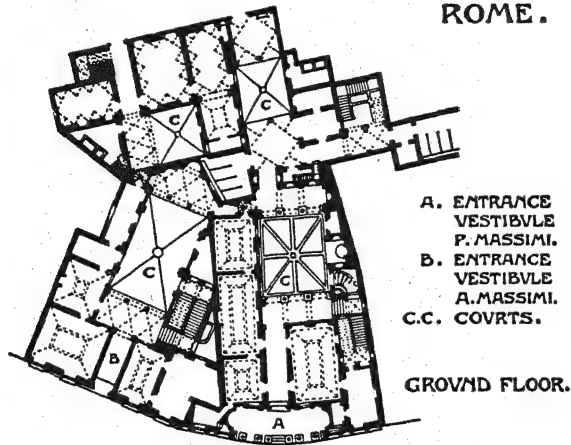 ROME.
C
C
A. ENTRANCE
VESTIBVLE
P. MASSIMI.
B. ENTRANCE
VESTIBVLE
A. MASSIMI.
C.C. COVRTS.
C
C
B
GROVND FLOOR.
A